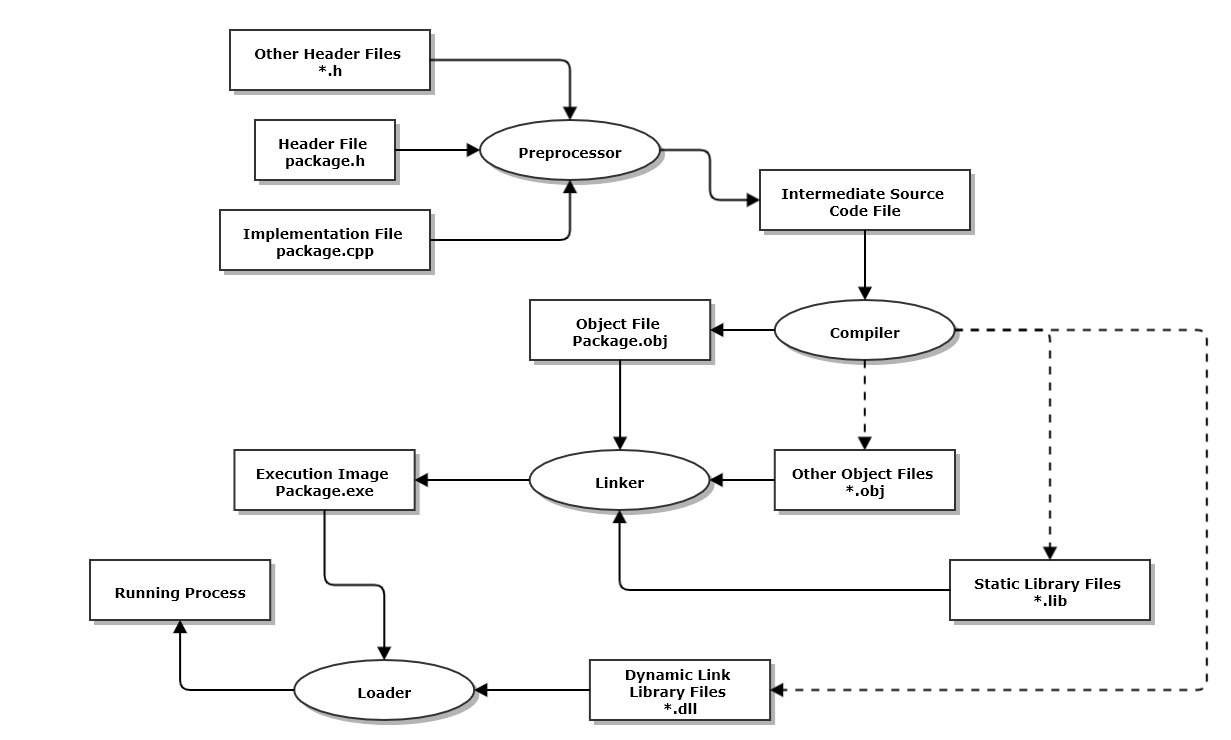 Other Header Files
*.h
Header File
package.h
Preprocessor
Implementation File
package.cpp
Intermediate Source
Code File
Object File
Package.obj
Compiler
Execution Image
Package.exe
Linker
Other Object Files
*.obj
Running Process
Static Library Files
*.lib
Loader
Dynamic Link
Library Files
*.dll